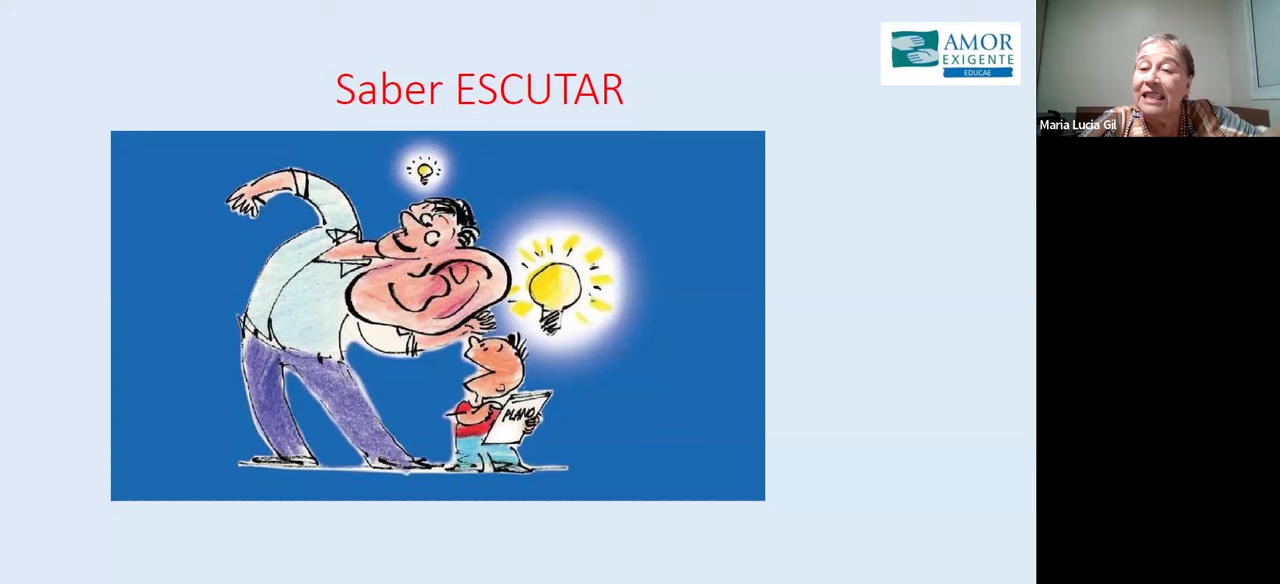 Saber ESCUTAR
AMOR
EXIGENTE
EDUCAE
Maria Lucia Gil
PLANO